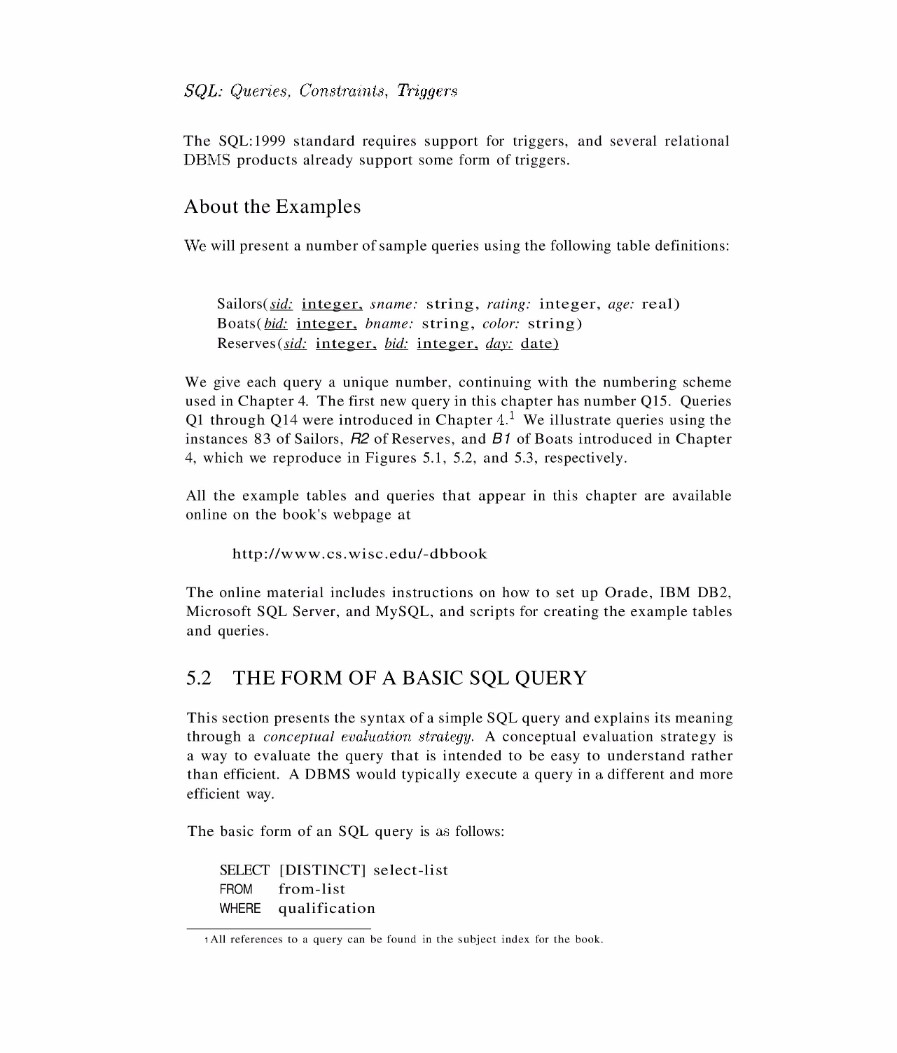 SQL: Queries, Constraints, Triggers
The SQL:1999 standard requires support for triggers, and several relational
DBMS products already support some form of triggers.
About the Examples
We will present a number of sample queries using the following table definitions:
Sailors(sid: integer, sname: string, rating: integer, age: real)
Boats(bid: integer, bname: string, color: string)
Reserves(sid: integer, bid: integer, day: date)
We give each query a unique number, continuing with the numbering scheme
used in Chapter 4. The first new query in this chapter has number Q15. Queries
Q1 through Q14 were introduced in Chapter 4.1 We illustrate queries using the
instances 83 of Sailors, R2 of Reserves, and B1 of Boats introduced in Chapter
4, which we reproduce in Figures 5.1, 5.2, and 5.3, respectively.
All the example tables and queries that appear in this chapter are available
online on the book's webpage at
http://www.cs.wisc.edu/-dbbook
The online material includes instructions on how to set up Orade, IBM DB2,
Microsoft SQL Server, and MySQL, and scripts for creating the example tables
and queries.
5.2 THE FORM OF A BASIC SQL QUERY
This section presents the syntax of a simple SQL query and explains its meaning
through a conceptual evaluation strategy. A conceptual evaluation strategy is
a way to evaluate the query that is intended to be easy to understand rather
than efficient. A DBMS would typically execute a query in a different and more
efficient way.
The basic form of an SQL query is as follows:
SELECT [DISTINCT] select-list
FROM from-list
WHERE qualification
1All references to a query can be found in the subject index for the book.